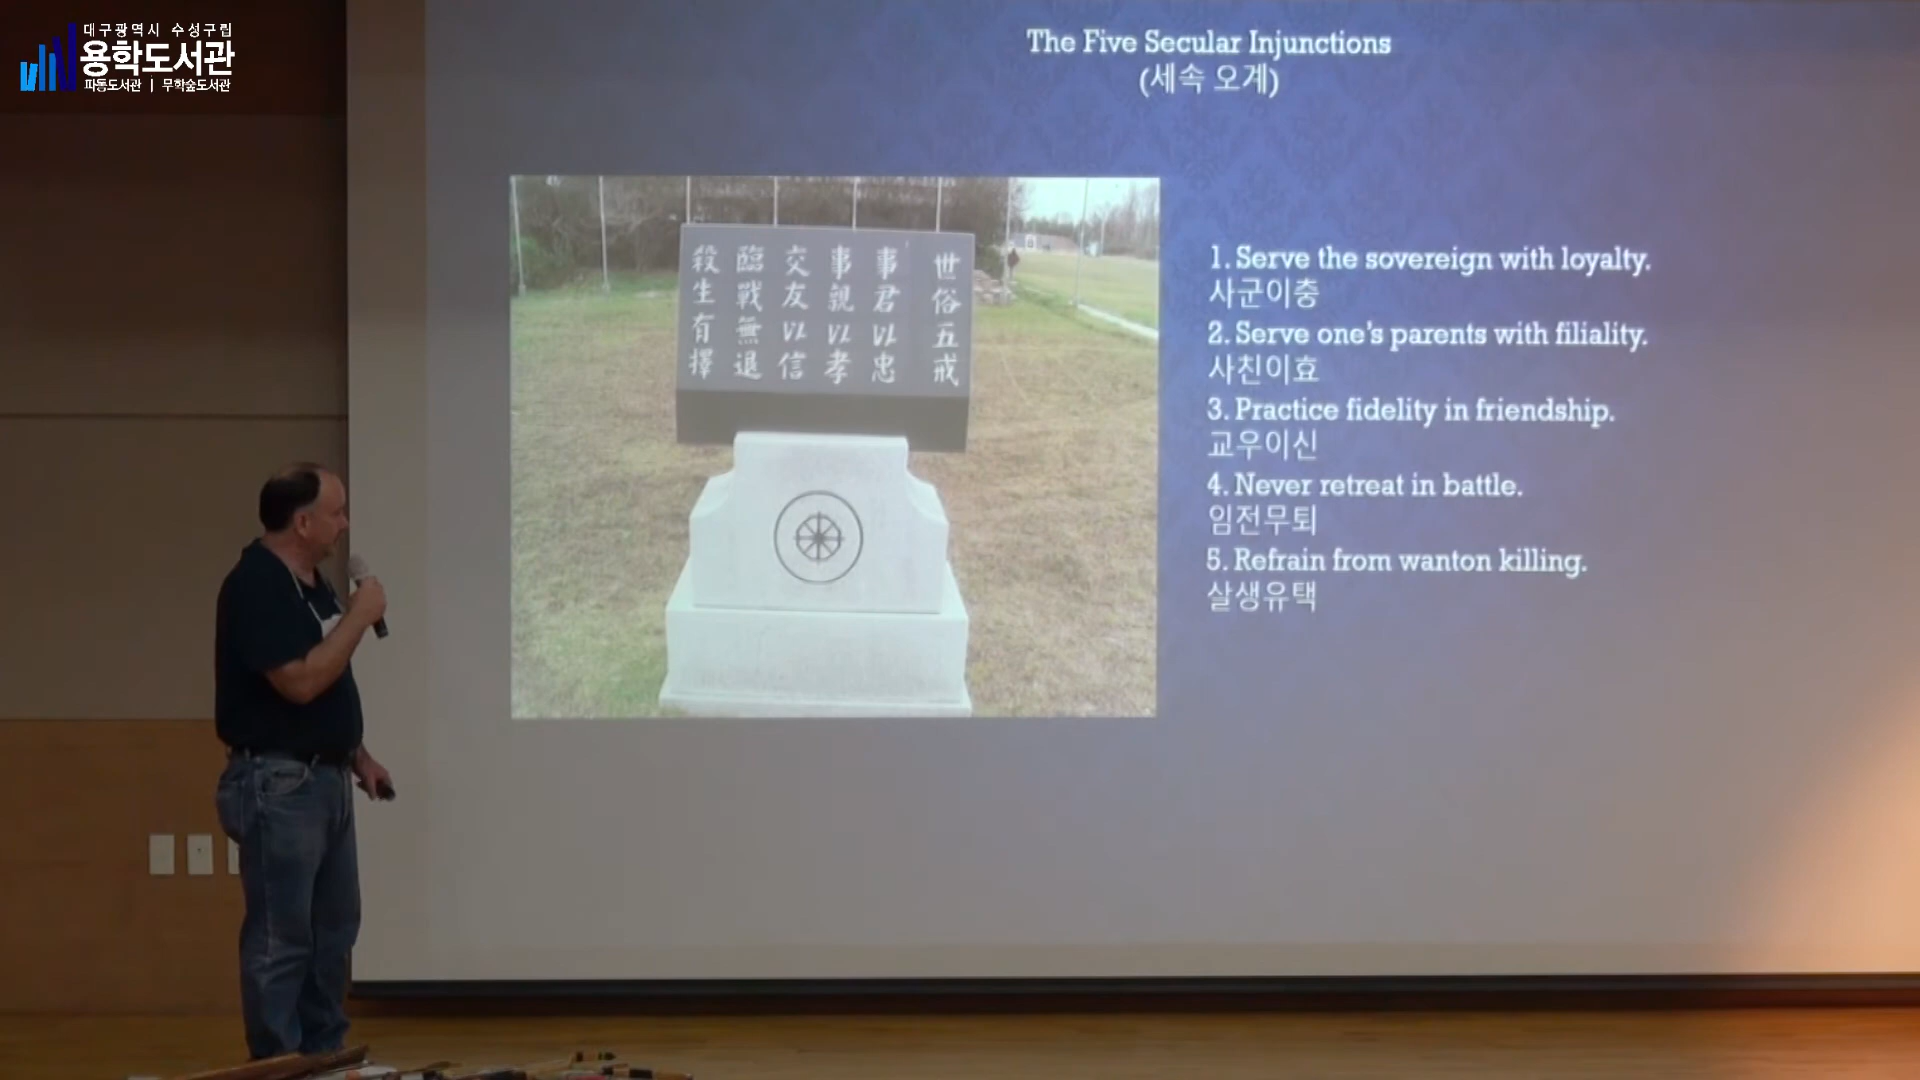 대구광역시 수성구립
용학도서관
파동도서관 | 무학숲도서관
The Five Secular Injunctions
(세속 오계)
世俗五戒
事君以忠
事親以孝
交友以信
臨戰無退
殺生有擇
1. Serve the sovereign with loyalty.
사군이충
2. Serve one's parents with filiality.
사친이효
3. Practice fidelity in friendship.
교우이신
4. Never retreat in battle.
임전무퇴
5. Refrain from wanton killing.
살생유택